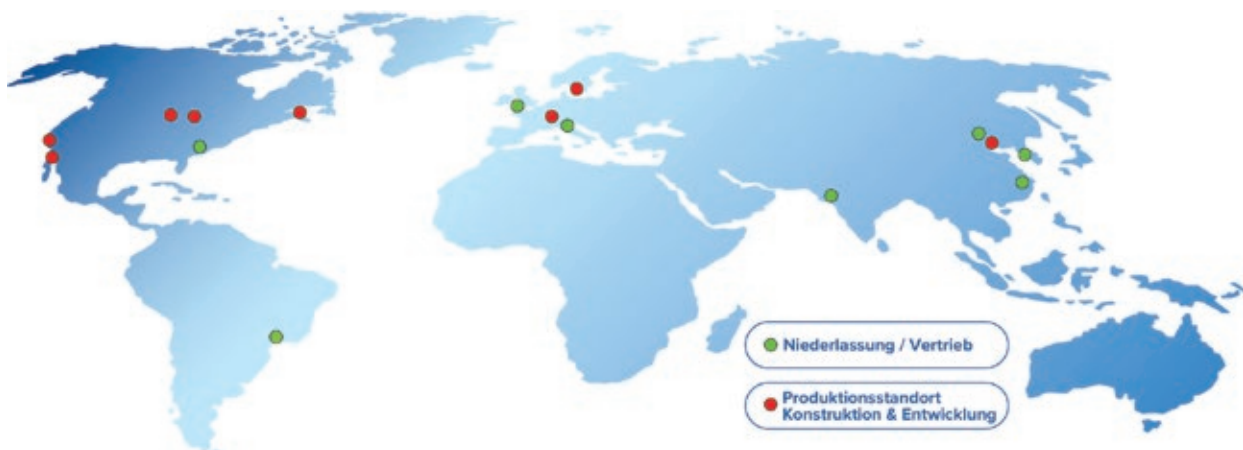 Niederlassung / Vertrieb
Produktionsstandort
Konstruktion & Entwicklung